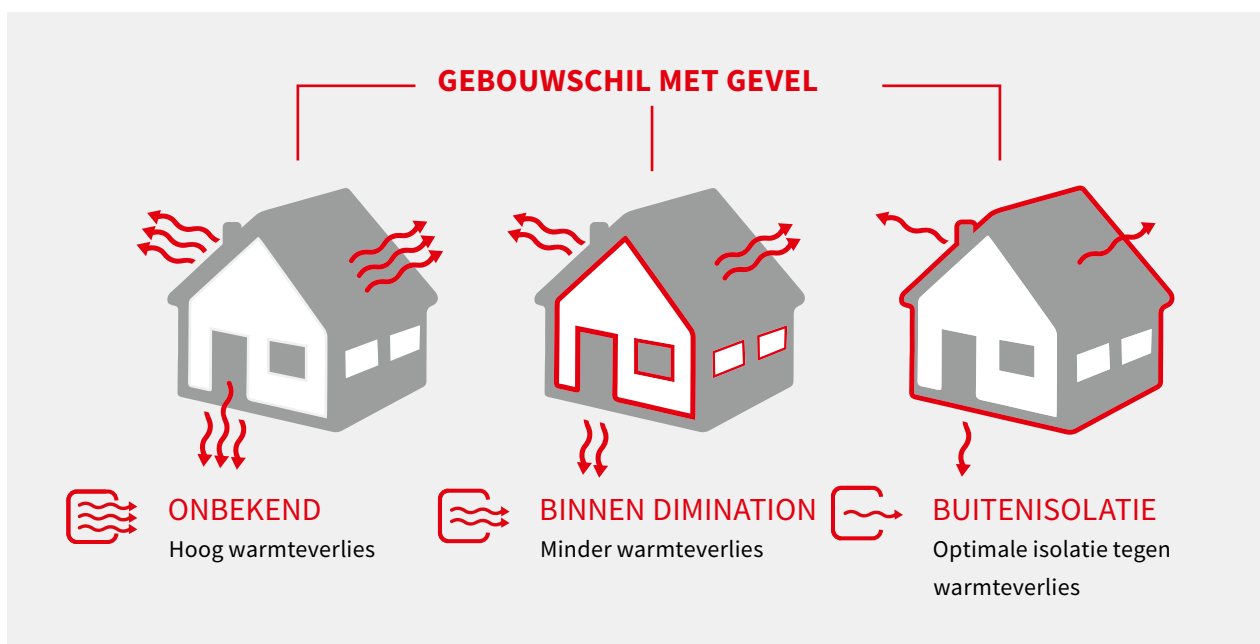 GEBOUWSCHIL MET GEVEL
ONBEKEND
Hoog warmteverlies
BINNEN DIMINATION
Minder warmteverlies
BUITENISOLATIE
Optimale isolatie tegen
warmteverlies